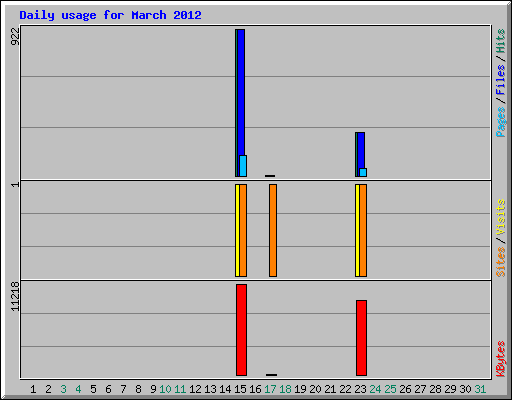 Daily usage for March 2012
922
Pages / Files / Hits
1
Sites / Visits
11218
KBytes
1 2 3 4 5 6 7 8 9 10 11 12 13 14 15 16 17 18 19 20 21 22 23 24 25 26 27 28 29 30 31